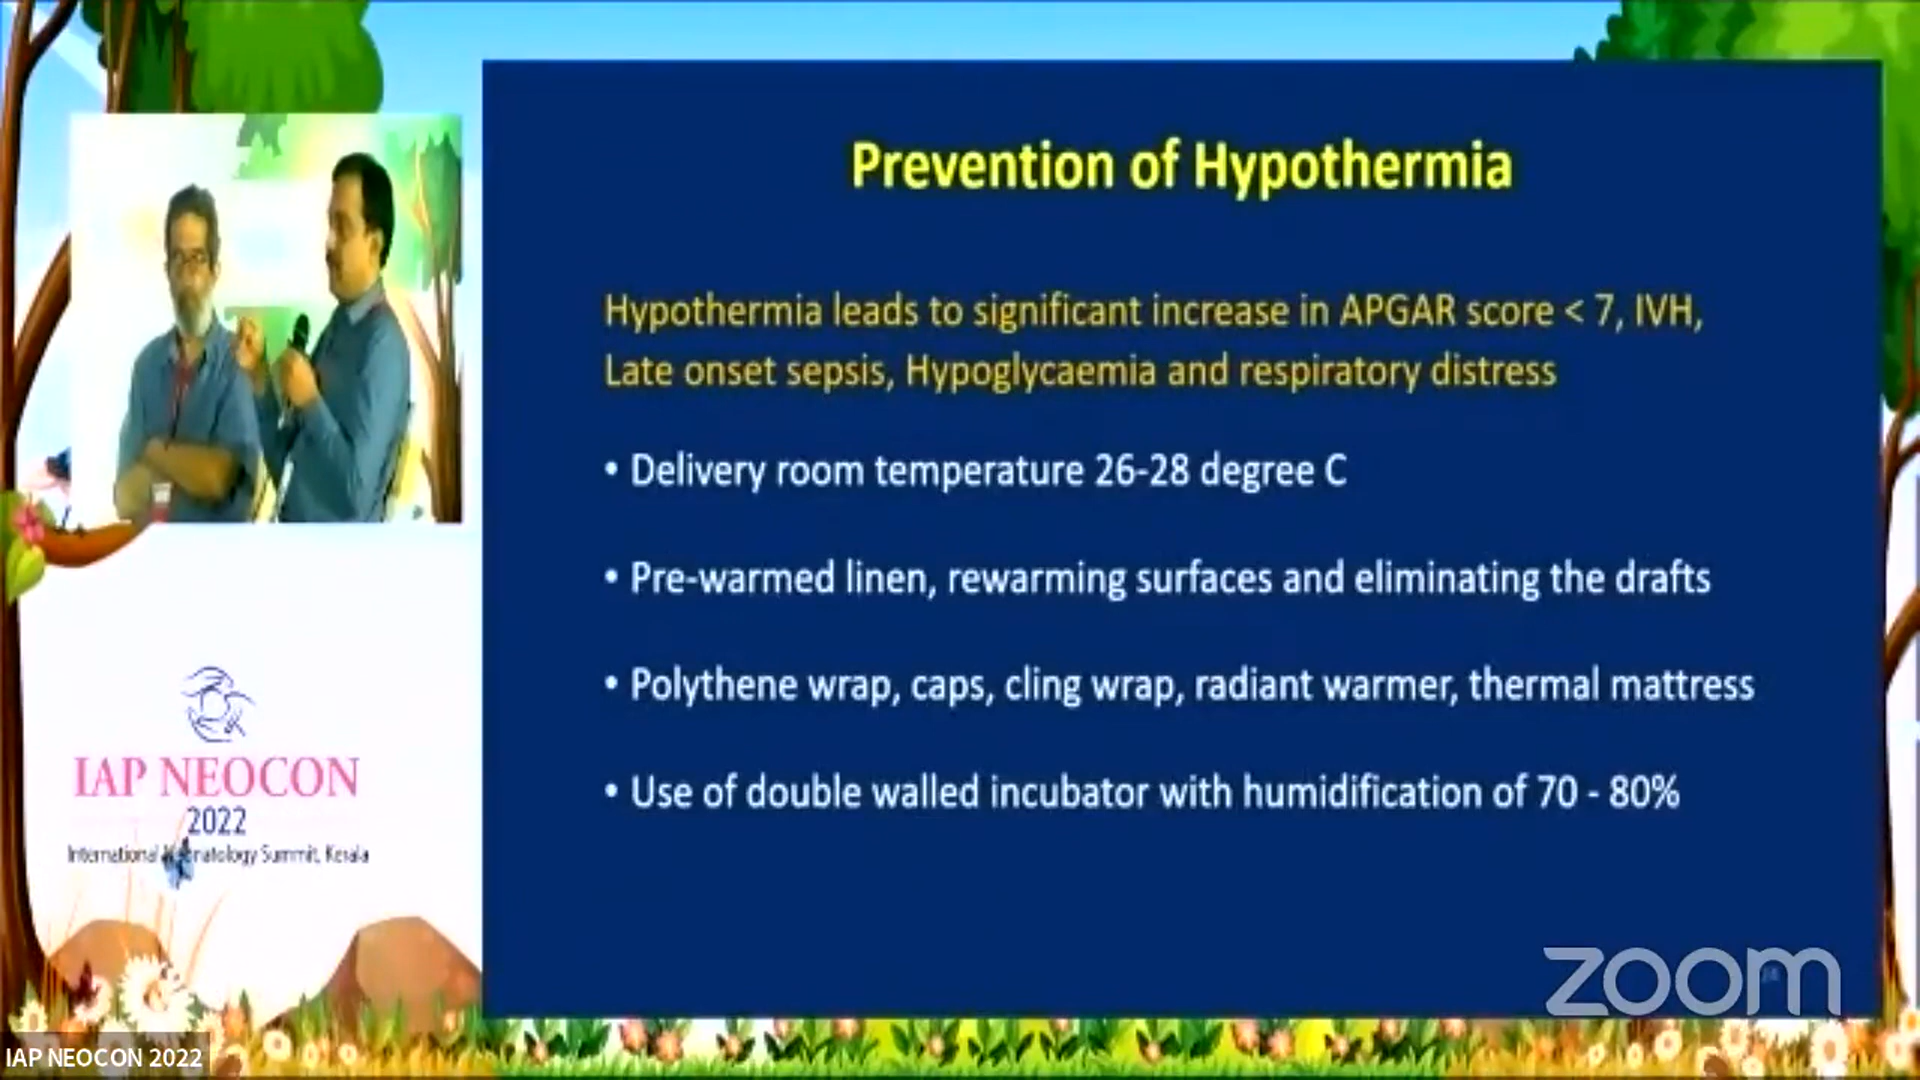 Prevention of Hypothermia
Hypothermia leads to significant increase in APGAR score < 7, IVH,
Late onset sepsis, Hypoglycaemia and respiratory distress
• Delivery room temperature 26-28 degree C
• Pre-warmed linen, rewarming surfaces and eliminating the drafts
• Polythene wrap, caps, cling wrap, radiant warmer, thermal mattress
• Use of double walled incubator with humidification of 70 - 80%
IAP NEOCON
2022
International Neonatology Summit, Kerala
zoom
IAP NEOCON 2022